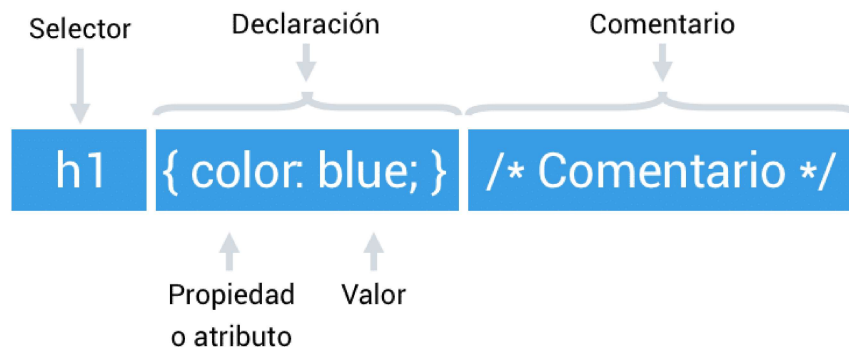 Selector
Declaración
Comentario
h1
{ color: blue; }
/* Comentario */
Propiedad
o atributo
Valor